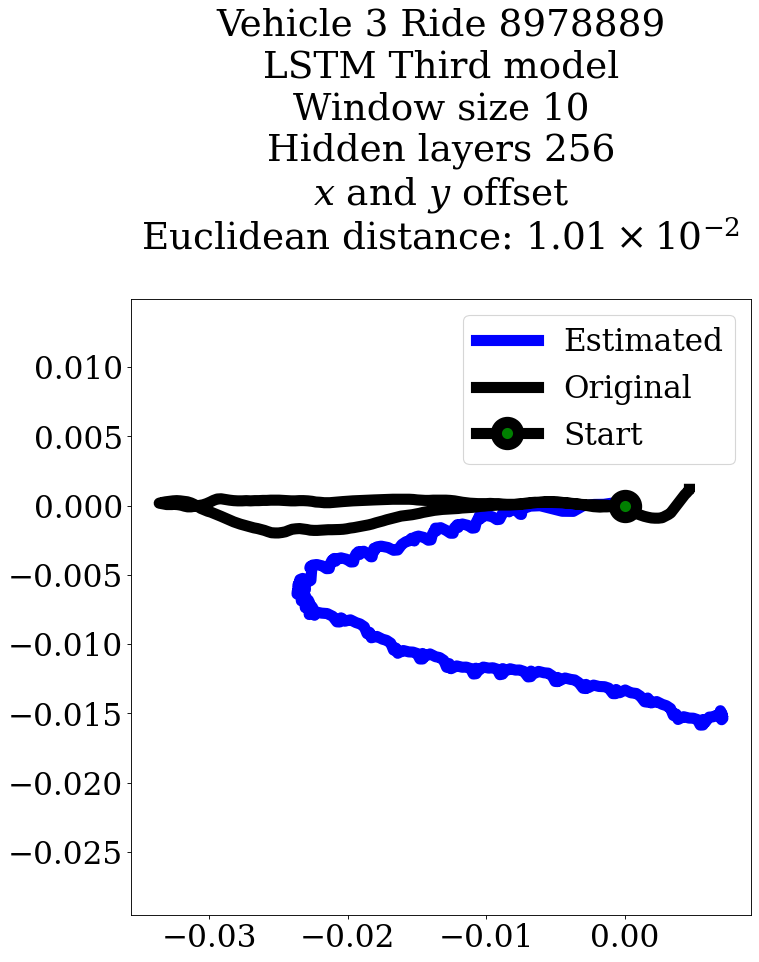 Vehicle 3 Ride 8978889
LSTM Third model
Window size 10
Hidden layers 256
x and y offset
Euclidean distance: 1.01 × 10⁻²
Estimated
Original
Start
0.010
0.005
0.000
−0.005
−0.010
−0.015
−0.020
−0.025
−0.03 −0.02 −0.01 0.00